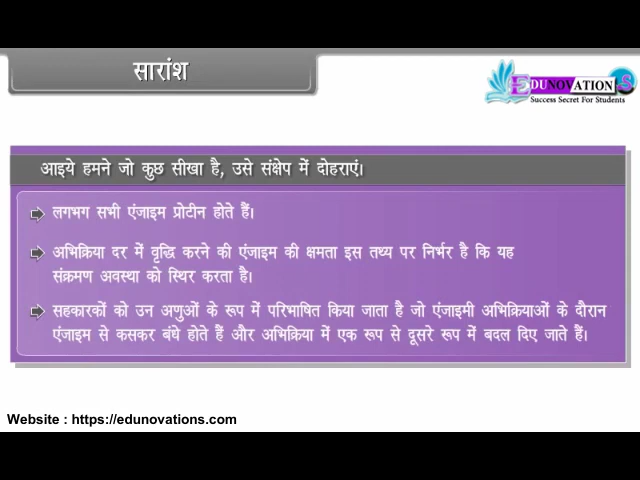 सारांश
EDUNOVATIONS
Success Secret For Students
आइये हमने जो कुछ सीखा है, उसे संक्षेप में दोहराएं।
लगभग सभी एंजाइम प्रोटीन होते हैं।
अभिक्रिया दर में वृद्धि करने की एंजाइम की क्षमता इस तथ्य पर निर्भर है कि यह
संक्रमण अवस्था को स्थिर करता है।
सहकारकों को उन अणुओं के रूप में परिभाषित किया जाता है जो एंजाइमी अभिक्रियाओं के दौरान
एंजाइम से कसकर बंधे होते हैं और अभिक्रिया में एक रूप से दूसरे रूप में बदल दिए जाते हैं।
Website : https://edunovations.com